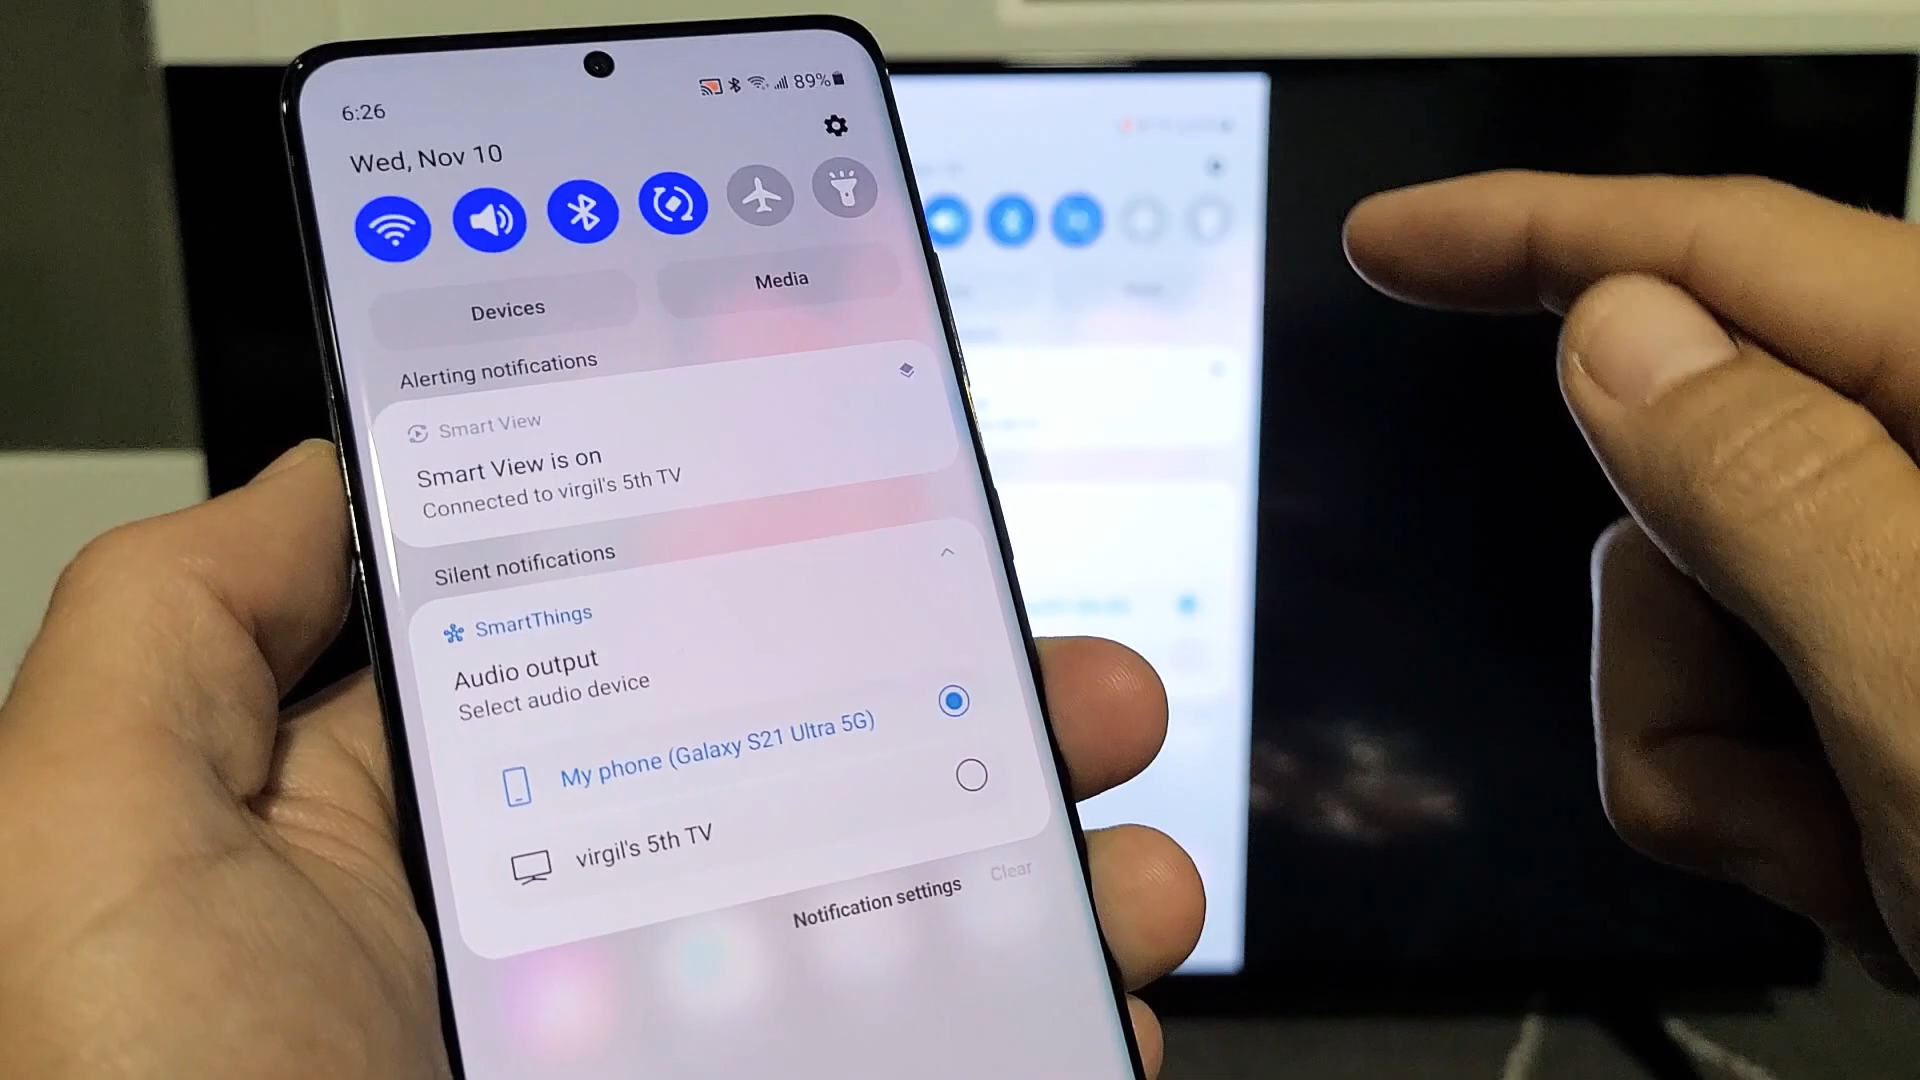 6:26
89%
Wed, Nov 10
Devices
Media
Alerting notifications
Smart View
Smart View is on
Connected to virgil's 5th TV
Silent notifications
SmartThings
Audio output
Select audio device
My phone (Galaxy S21 Ultra 5G)
virgil's 5th TV
Notification settings
Clear